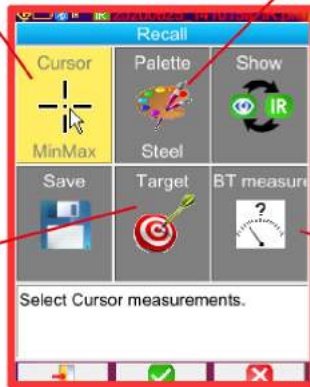 Recall
Cursor Palette Show
IR
MinMax Steel
Save Target BT measure
?
Select Cursor measurements.